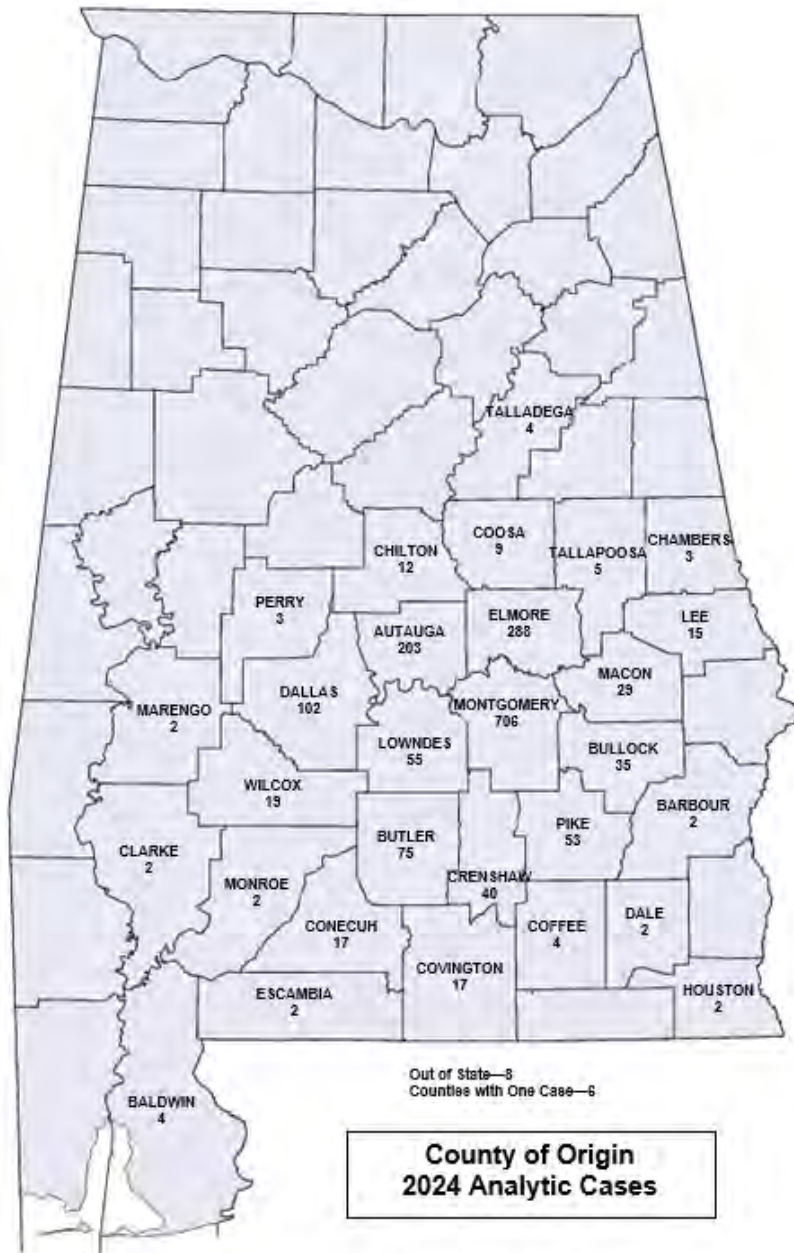 TALLADEGA
4
COOSA
9
CHILTON
12
TALLAPOOSA
5
CHAMBERS
3
PERRY
3
AUTAUGA
203
ELMORE
288
LEE
15
MARENGO
2
DALLAS
102
MONTGOMERY
706
MACON
29
LOWNDES
55
BULLOCK
35
WILCOX
19
BARBOUR
2
CLARKE
2
BUTLER
75
PIKE
53
MONROE
2
CRENSHAW
40
CONECUH
17
COFFEE
4
DALE
2
COVINGTON
17
ESCAMBIA
2
HOUSTON
2
BALDWIN
4
Out of State—8
Counties with One Case—6
County of Origin
2024 Analytic Cases